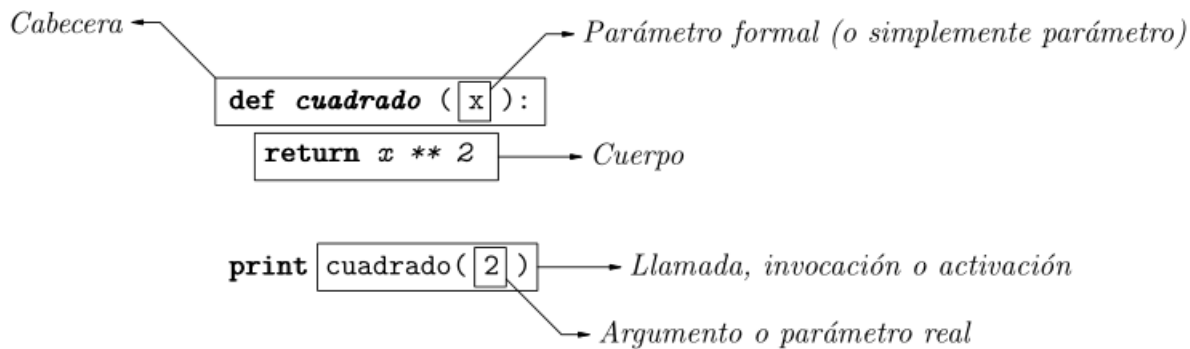 Cabecera
Parámetro formal (o simplemente parámetro)
def cuadrado ( x ):
return x ** 2
Cuerpo
print cuadrado( 2 )
Llamada, invocación o activación
Argumento o parámetro real